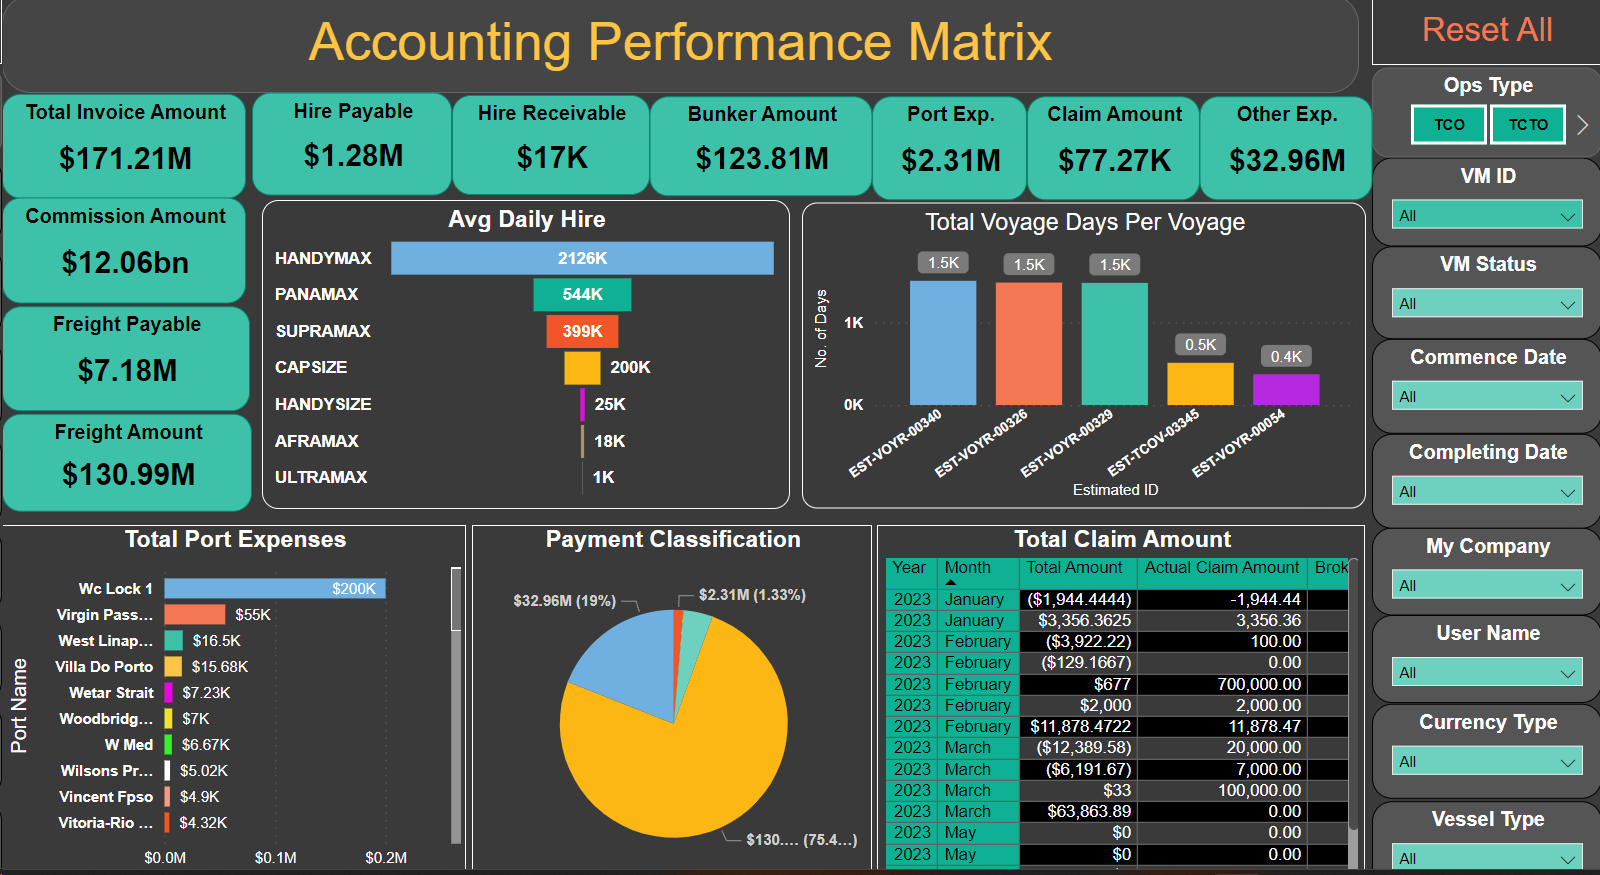 Accounting Performance Matrix
Reset All
Total Invoice Amount
$171.21M
Hire Payable
$1.28M
Hire Receivable
$17K
Bunker Amount
$123.81M
Port Exp.
$2.31M
Claim Amount
$77.27K
Other Exp.
$32.96M
Commission Amount
$12.06bn
Freight Payable
$7.18M
Freight Amount
$130.99M
Avg Daily Hire
HANDYMAX 2126K
PANAMAX 544K
SUPRAMAX 399K
CAPSIZE 200K
HANDYSIZE 25K
AFRAMAX 18K
ULTRAMAX 1K
Total Voyage Days Per Voyage
No. of Days
1K
0K
1.5K
1.5K
1.5K
0.5K
0.4K
EST-VOYR-00340
EST-VOYR-00326
EST-VOYR-00329
EST-TCOV-03345
EST-VOYR-00054
Estimated ID
Total Port Expenses
Port Name
Wc Lock 1 $200K
Virgin Pass... $55K
West Linap... $16.5K
Villa Do Porto $15.68K
Wetar Strait $7.23K
Woodbridg... $7K
W Med $6.67K
Wilsons Pr... $5.02K
Vincent Fpso $4.9K
Vitoria-Rio ... $4.32K
$0.0M $0.1M $0.2M
Payment Classification
$32.96M (19%)
$2.31M (1.33%)
$130.... (75.4...)
Total Claim Amount
Year Month Total Amount Actual Claim Amount Brok
2023 January ($1,944.4444) -1,944.44
2023 January $3,356.3625 3,356.36
2023 February ($3,922.22) 100.00
2023 February ($129.1667) 0.00
2023 February $677 700,000.00
2023 February $2,000 2,000.00
2023 February $11,878.4722 11,878.47
2023 March ($12,389.58) 20,000.00
2023 March ($6,191.67) 7,000.00
2023 March $33 100,000.00
2023 March $63,863.89 0.00
2023 May $0 0.00
2023 May $0 0.00
Ops Type
TCO
TCTO
VM ID
All
VM Status
All
Commence Date
All
Completing Date
All
My Company
All
User Name
All
Currency Type
All
Vessel Type
All